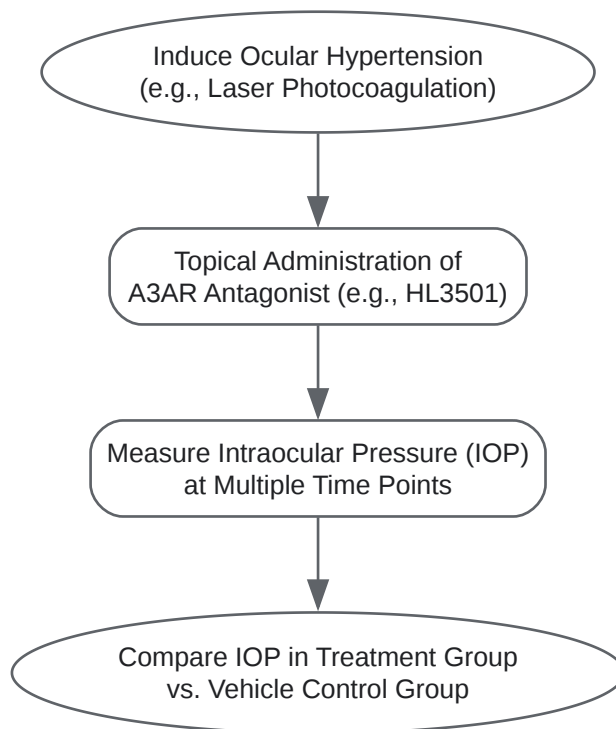 Induce Ocular Hypertension
(e.g., Laser Photocoagulation)
Topical Administration of
A3AR Antagonist (e.g., HL3501)
Measure Intraocular Pressure (IOP)
at Multiple Time Points
Compare IOP in Treatment Group
vs. Vehicle Control Group